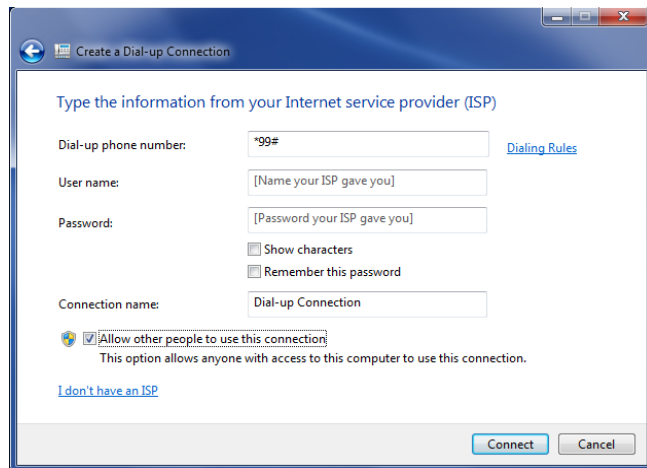 Create a Dial-up Connection
Type the information from your Internet service provider (ISP)
Dial-up phone number: *99# Dialing Rules
User name: [Name your ISP gave you]
Password: [Password your ISP gave you]
Show characters
Remember this password
Connection name: Dial-up Connection
Allow other people to use this connection
This option allows anyone with access to this computer to use this connection.
I don't have an ISP
Connect Cancel